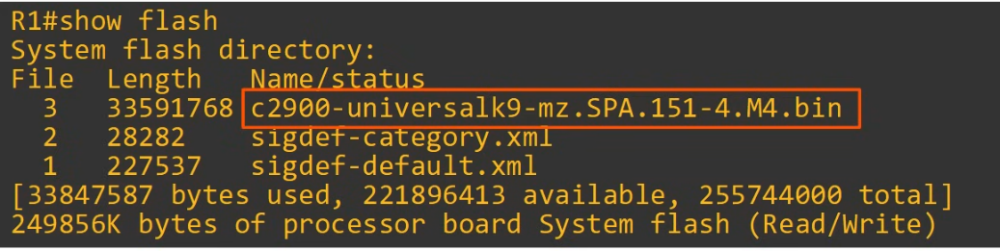 R1#show flash
System flash directory:
File  Length   Name/status
  3   33591768 c2900-universalk9-mz.SPA.151-4.M4.bin
  2   28282    sigdef-category.xml
  1   227537   sigdef-default.xml
[33847587 bytes used, 221896413 available, 255744000 total]
249856K bytes of processor board System flash (Read/Write)